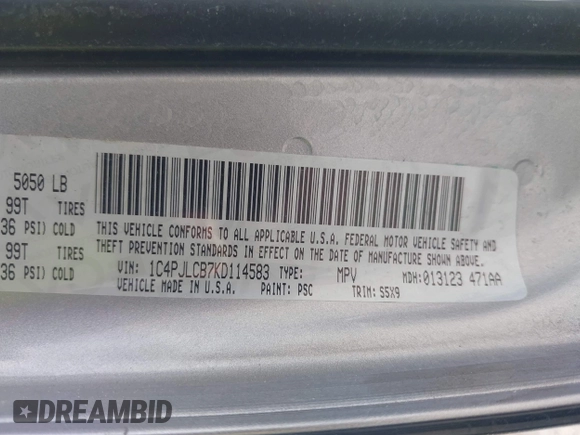 5050 LB
99T TIRES
36 PSI) COLD
99T TIRES
36 PSI) COLD
THIS VEHICLE CONFORMS TO ALL APPLICABLE U.S.A. FEDERAL MOTOR VEHICLE SAFETY AND
THEFT PREVENTION STANDARDS IN EFFECT ON THE DATE OF MANUFACTURE SHOWN ABOVE.
VIN: 1C4PJLCB7KD114583 TYPE: MPV MDH:013123 471AA
VEHICLE MADE IN U.S.A. PAINT: PSC TRIM: S5X9
DREAMBID